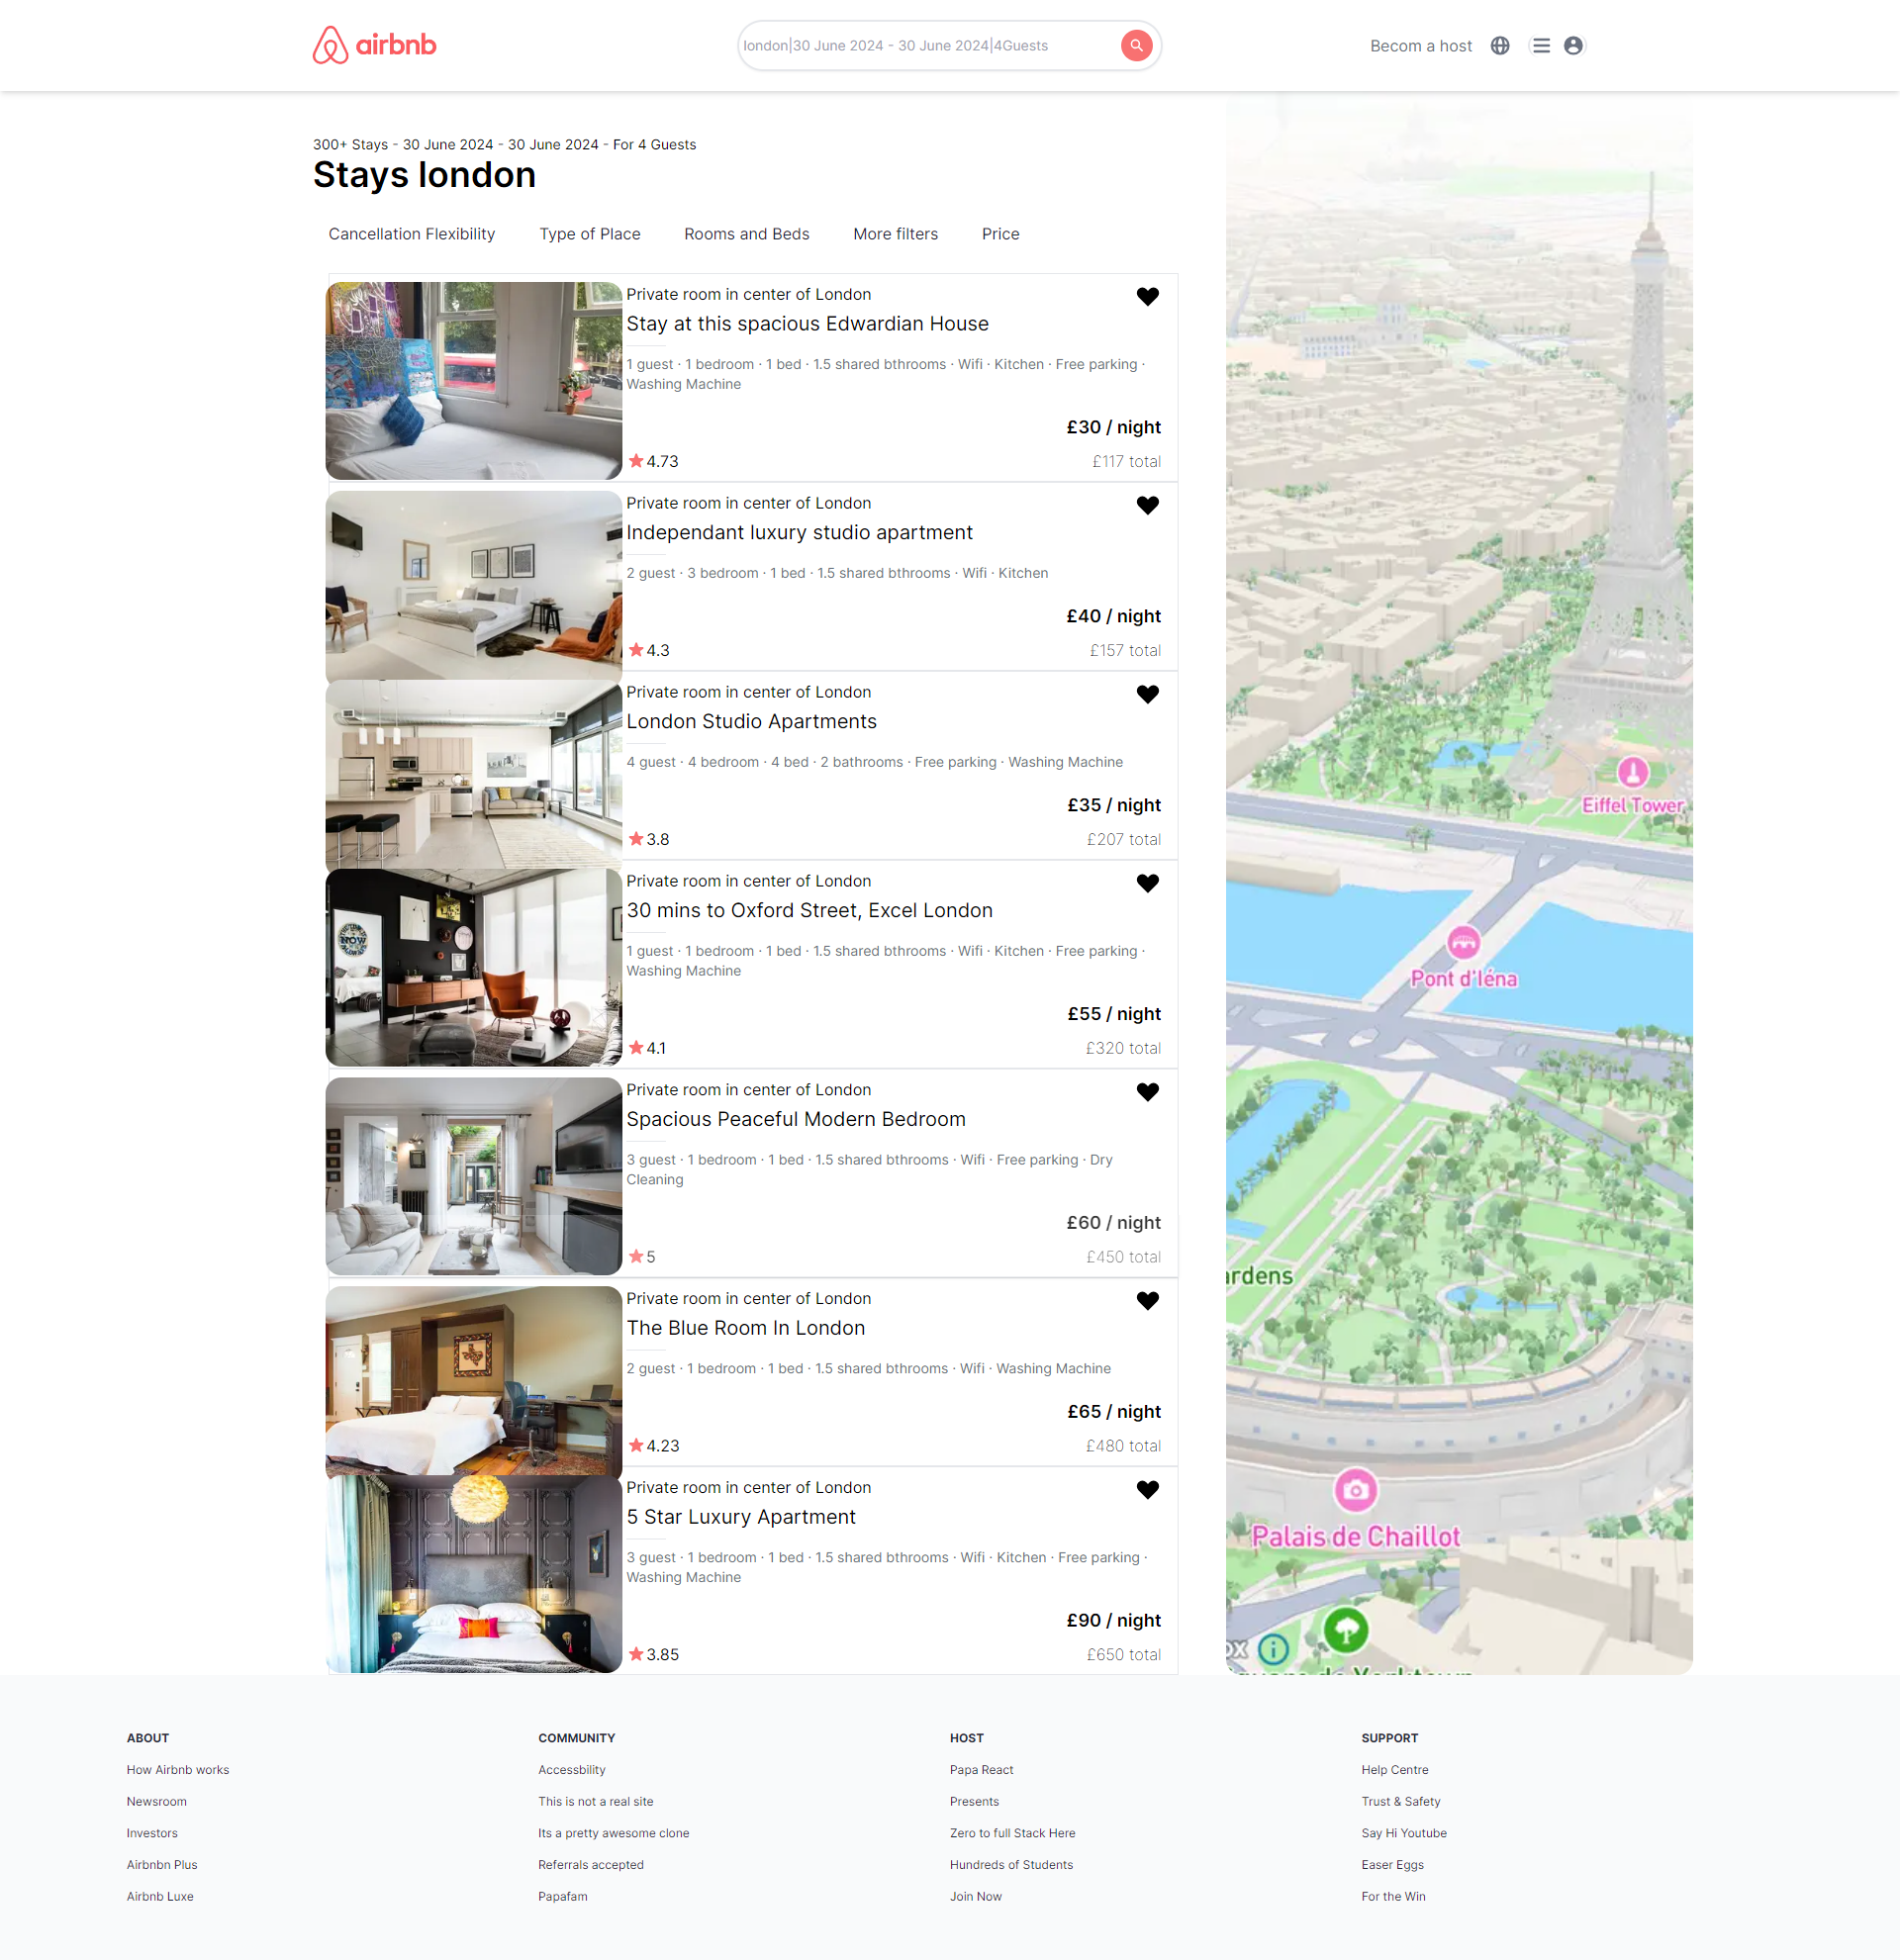 airbnb
london|30 June 2024 - 30 June 2024|4Guests
Becom a host
300+ Stays - 30 June 2024 - 30 June 2024 - For 4 Guests
Stays london
Cancellation Flexibility
Type of Place
Rooms and Beds
More filters
Price
Private room in center of London
Stay at this spacious Edwardian House
1 guest · 1 bedroom · 1 bed · 1.5 shared bthrooms · Wifi · Kitchen · Free parking ·
Washing Machine
£30 / night
4.73
£117 total
Private room in center of London
Independant luxury studio apartment
2 guest · 3 bedroom · 1 bed · 1.5 shared bthrooms · Wifi · Kitchen
£40 / night
4.3
£157 total
Private room in center of London
London Studio Apartments
4 guest · 4 bedroom · 4 bed · 2 bathrooms · Free parking · Washing Machine
£35 / night
3.8
£207 total
Private room in center of London
30 mins to Oxford Street, Excel London
1 guest · 1 bedroom · 1 bed · 1.5 shared bthrooms · Wifi · Kitchen · Free parking ·
Washing Machine
£55 / night
4.1
£320 total
NOW
Private room in center of London
Spacious Peaceful Modern Bedroom
3 guest · 1 bedroom · 1 bed · 1.5 shared bthrooms · Wifi · Free parking · Dry
Cleaning
£60 / night
5
£450 total
Private room in center of London
The Blue Room In London
2 guest · 1 bedroom · 1 bed · 1.5 shared bthrooms · Wifi · Washing Machine
£65 / night
4.23
£480 total
Private room in center of London
5 Star Luxury Apartment
3 guest · 1 bedroom · 1 bed · 1.5 shared bthrooms · Wifi · Kitchen · Free parking ·
Washing Machine
£90 / night
3.85
£650 total
Eiffel Tower
Pont d'Iéna
ardens
Palais de Chaillot
ox
ABOUT
How Airbnb works
Newsroom
Investors
Airbnbn Plus
Airbnb Luxe
COMMUNITY
Accessbility
This is not a real site
Its a pretty awesome clone
Referrals accepted
Papafam
HOST
Papa React
Presents
Zero to full Stack Here
Hundreds of Students
Join Now
SUPPORT
Help Centre
Trust & Safety
Say Hi Youtube
Easer Eggs
For the Win